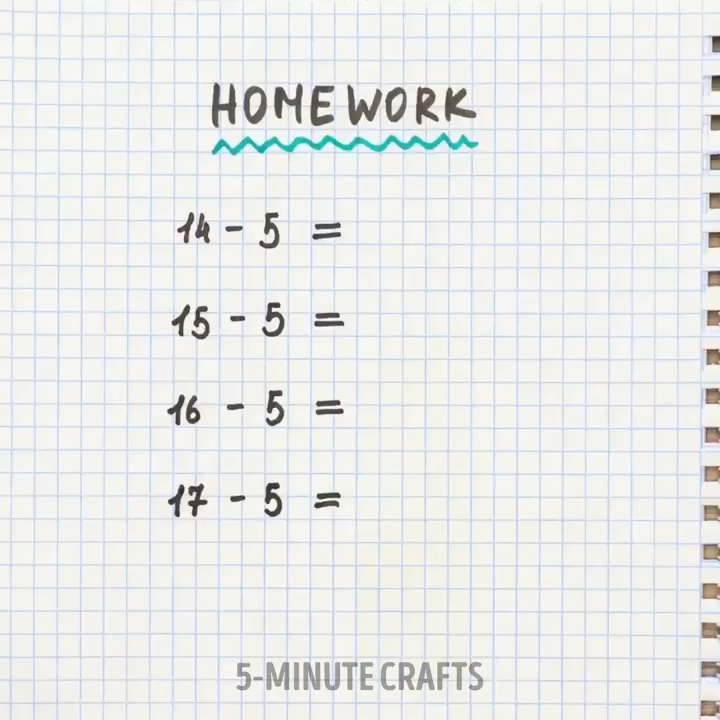 HOMEWORK
14 - 5 =
15 - 5 =
16 - 5 =
17 - 5 =
5-MINUTE CRAFTS